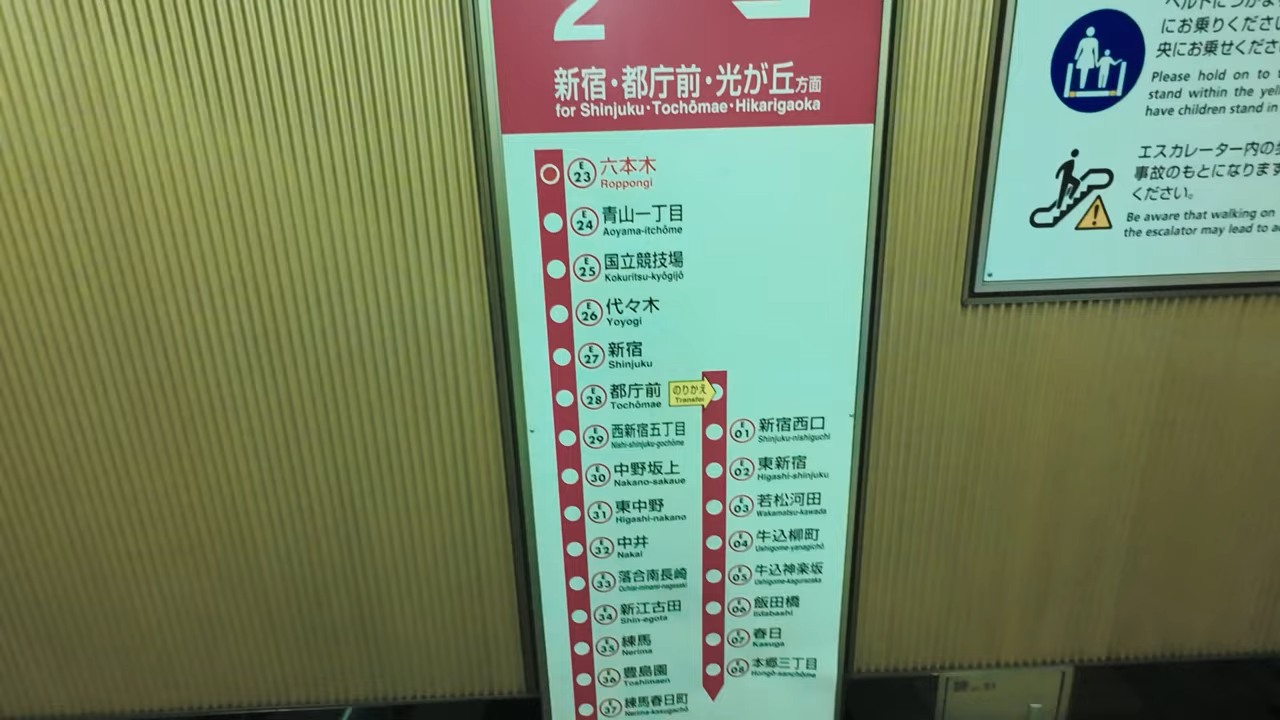 2
新宿・都庁前・光が丘方面
for Shinjuku・Tochōmae・Hikarigaoka
E 23 六本木
Roppongi
E 24 青山一丁目
Aoyama-itchōme
E 25 国立競技場
Kokuritsu-kyōgijō
E 26 代々木
Yoyogi
E 27 新宿
Shinjuku
E 28 都庁前 のりかえ
Tochōmae Transfer
E 29 西新宿五丁目
Nishi-shinjuku-gochōme
E 30 中野坂上
Nakano-sakaue
E 31 東中野
Higashi-nakano
E 32 中井
Nakai
E 33 落合南長崎
Ochiai-minami-nagasaki
E 34 新江古田
Shin-egota
E 35 練馬
Nerima
E 36 豊島園
Toshimaen
E 37 練馬春日町
Nerima-kasugachō
E 01 新宿西口
Shinjuku-nishiguchi
E 02 東新宿
Higashi-shinjuku
E 03 若松河田
Wakamatsu-kawada
E 04 牛込柳町
Ushigome-yanagichō
E 05 牛込神楽坂
Ushigome-kagurazaka
E 06 飯田橋
Iidabashi
E 07 春日
Kasuga
E 08 本郷三丁目
Hongō-sanchōme
ベルトにつかま
にお乗りくださ
央にお乗せくださ
Please hold on to
stand within the
have children stand in
エスカレーター内の
事故のもとになります
ください。
Be aware that walking on
the escalator may lead to